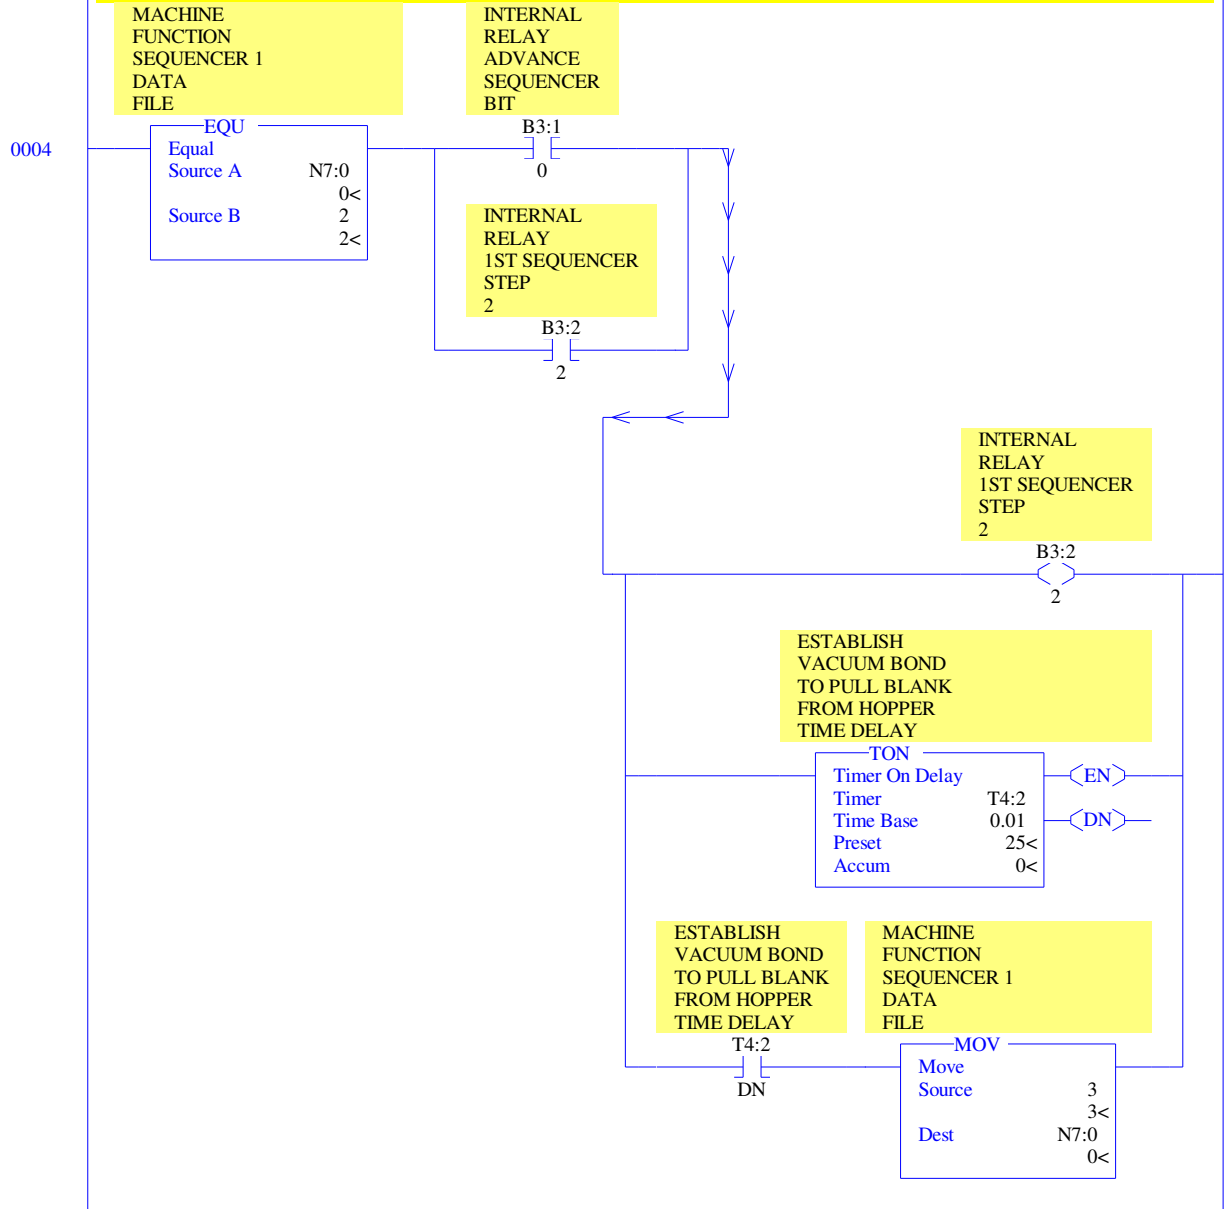 MACHINE
FUNCTION
SEQUENCER 1
DATA
FILE
INTERNAL
RELAY
ADVANCE
SEQUENCER
BIT
0004
EQU
Equal
Source A N7:0
0<
Source B 2
2<
B3:1
0
INTERNAL
RELAY
1ST SEQUENCER
STEP
2
B3:2
2
INTERNAL
RELAY
1ST SEQUENCER
STEP
2
B3:2
2
ESTABLISH
VACUUM BOND
TO PULL BLANK
FROM HOPPER
TIME DELAY
TON
Timer On Delay
Timer T4:2
Time Base 0.01
Preset 25<
Accum 0<
EN
DN
ESTABLISH
VACUUM BOND
TO PULL BLANK
FROM HOPPER
TIME DELAY
T4:2
DN
MACHINE
FUNCTION
SEQUENCER 1
DATA
FILE
MOV
Move
Source 3
3<
Dest N7:0
0<